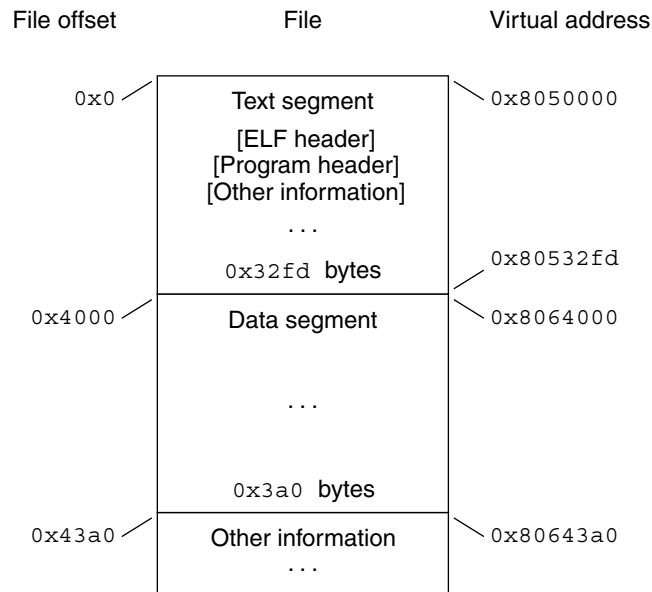 File offset File Virtual address
0x0 Text segment 0x8050000
[ELF header]
[Program header]
[Other information]
...
0x32fd bytes 0x80532fd
0x4000 Data segment 0x8064000
...
0x3a0 bytes
0x43a0 Other information 0x80643a0
...